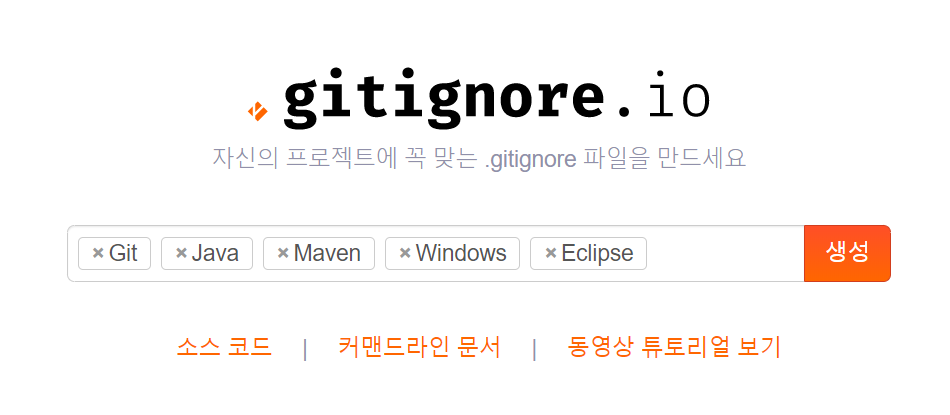 .gitignore.io
자신의 프로젝트에 꼭 맞는 .gitignore 파일을 만드세요
× Git × Java × Maven × Windows × Eclipse 생성
소스 코드 | 커맨드라인 문서 | 동영상 튜토리얼 보기